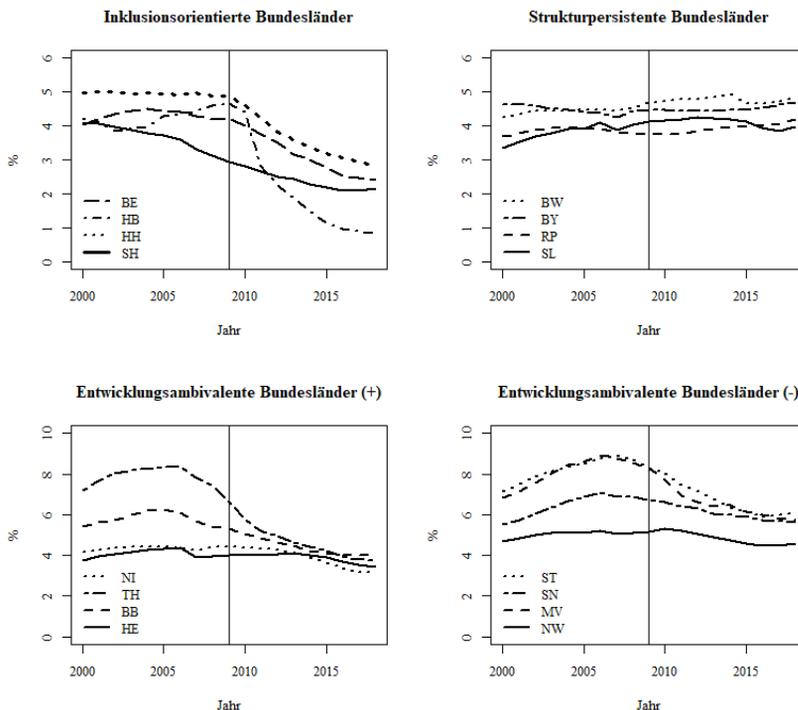 Inklusionsorientierte Bundesländer
6
5
4
3
2
1
0
%
BE
HB
HH
SH
2000 2005 2010 2015
Jahr
Strukturpersistente Bundesländer
6
5
4
3
2
1
0
%
BW
BY
RP
SL
2000 2005 2010 2015
Jahr
Entwicklungsambivalente Bundesländer (+)
10
8
6
4
2
0
%
NI
TH
BB
HE
2000 2005 2010 2015
Jahr
Entwicklungsambivalente Bundesländer (-)
10
8
6
4
2
0
%
ST
SN
MV
NW
2000 2005 2010 2015
Jahr